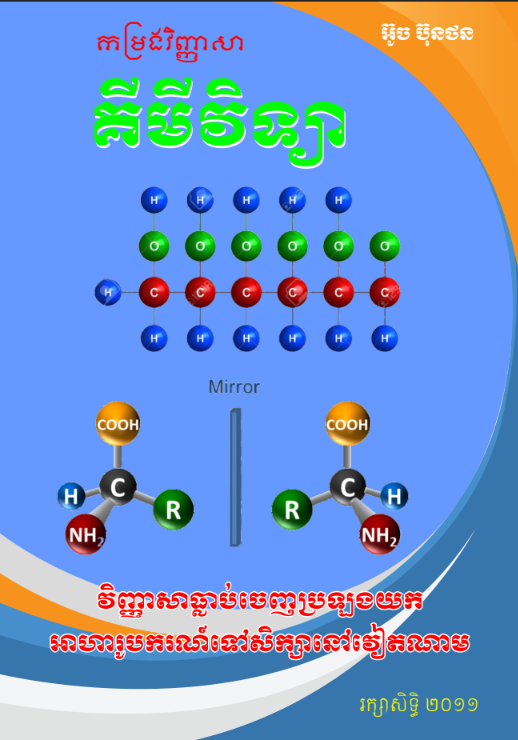 កម្រងវិញ្ញាសា
អ៊ូច ប៊ុនថន
គីមីវិទ្យា
H H H H H
O O O O O O
H C C C C C C
H H H H H H
Mirror
COOH COOH
H C R R C H
NH2 NH2
វិញ្ញាសាធ្លាប់ចេញប្រឡងយក
អាហារូបករណ៍ទៅសិក្សានៅវៀតណាម
រក្សាសិទ្ធិ ២០១១